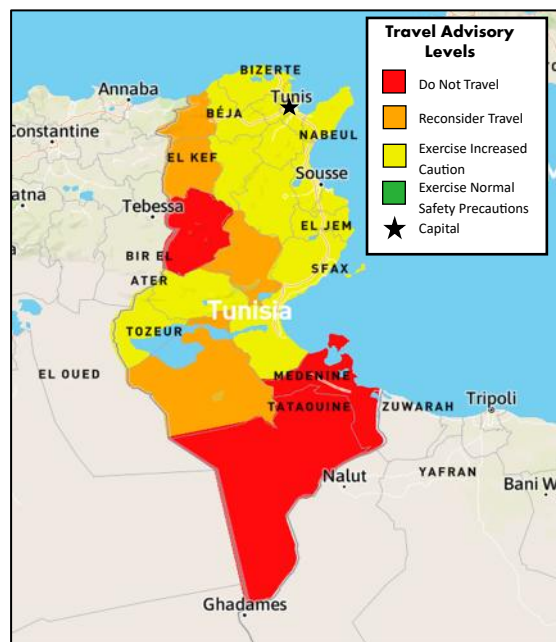 Travel Advisory
Levels
Do Not Travel
Reconsider Travel
Exercise Increased
Caution
Exercise Normal
Safety Precautions
Capital
BIZERTE
Annaba
Tunis
BÉJA
Constantine
NABEUL
EL KEF
Sousse
atna
Tebessa
EL JEM
BIR EL
ATER
SFAX
Tunisia
TOZEUR
EL OUED
MEDENINE
TATAOUINE
ZUWARAH
Tripoli
YAFRAN
Nalut
Bani W
Ghadames